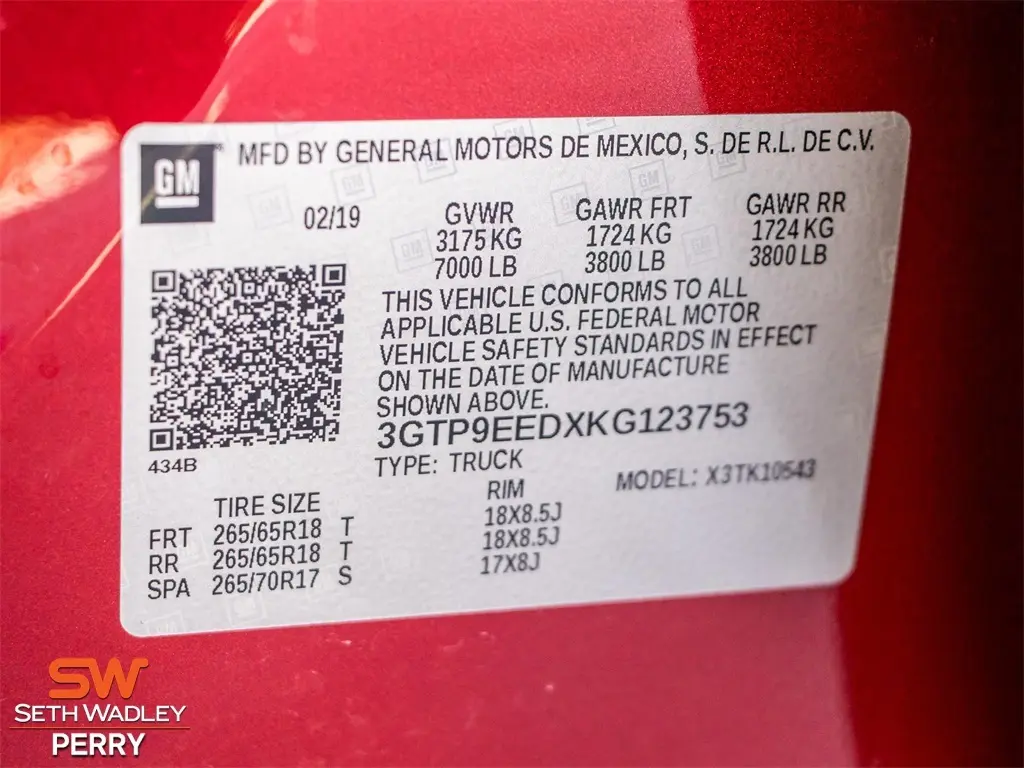 GM MFD BY GENERAL MOTORS DE MEXICO, S. DE R.L. DE C.V.
02/19 GVWR GAWR FRT GAWR RR
3175 KG 1724 KG 1724 KG
7000 LB 3800 LB 3800 LB
THIS VEHICLE CONFORMS TO ALL
APPLICABLE U.S. FEDERAL MOTOR
VEHICLE SAFETY STANDARDS IN EFFECT
ON THE DATE OF MANUFACTURE
SHOWN ABOVE.
3GTP9EEDXKG123753
434B TYPE: TRUCK MODEL: X3TK10543
TIRE SIZE RIM
FRT 265/65R18 T 18X8.5J
RR 265/65R18 T 18X8.5J
SPA 265/70R17 S 17X8J
SW
SETH WADLEY
PERRY